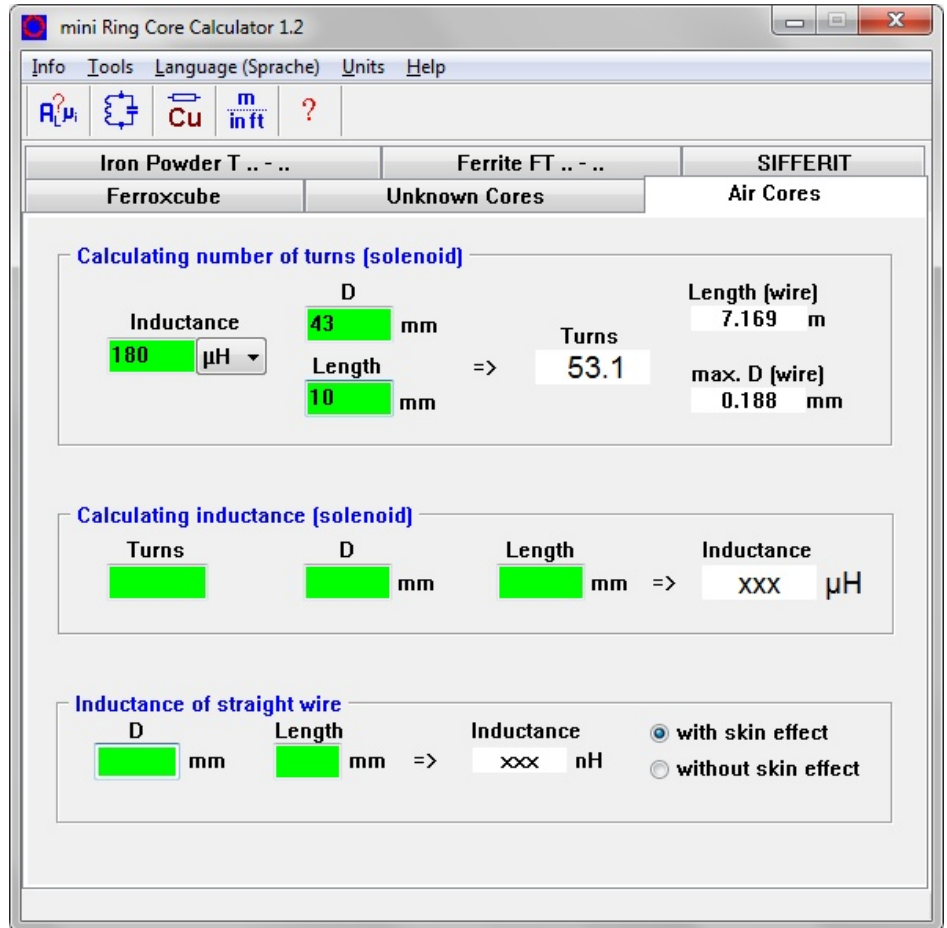 mini Ring Core Calculator 1.2
Info Tools Language (Sprache) Units Help
A L ? µi Cu m in ft ?
Iron Powder T .. - .. Ferrite FT .. - .. SIFFERIT
Ferroxcube Unknown Cores Air Cores
Calculating number of turns (solenoid)
D Length (wire)
Inductance 43 mm Turns 7.169 m
180 µH Length => 53.1 max. D (wire)
10 mm 0.188 mm
Calculating inductance (solenoid)
Turns D Length Inductance
mm mm => xxx µH
Inductance of straight wire
D Length Inductance with skin effect
mm mm => xxx nH without skin effect